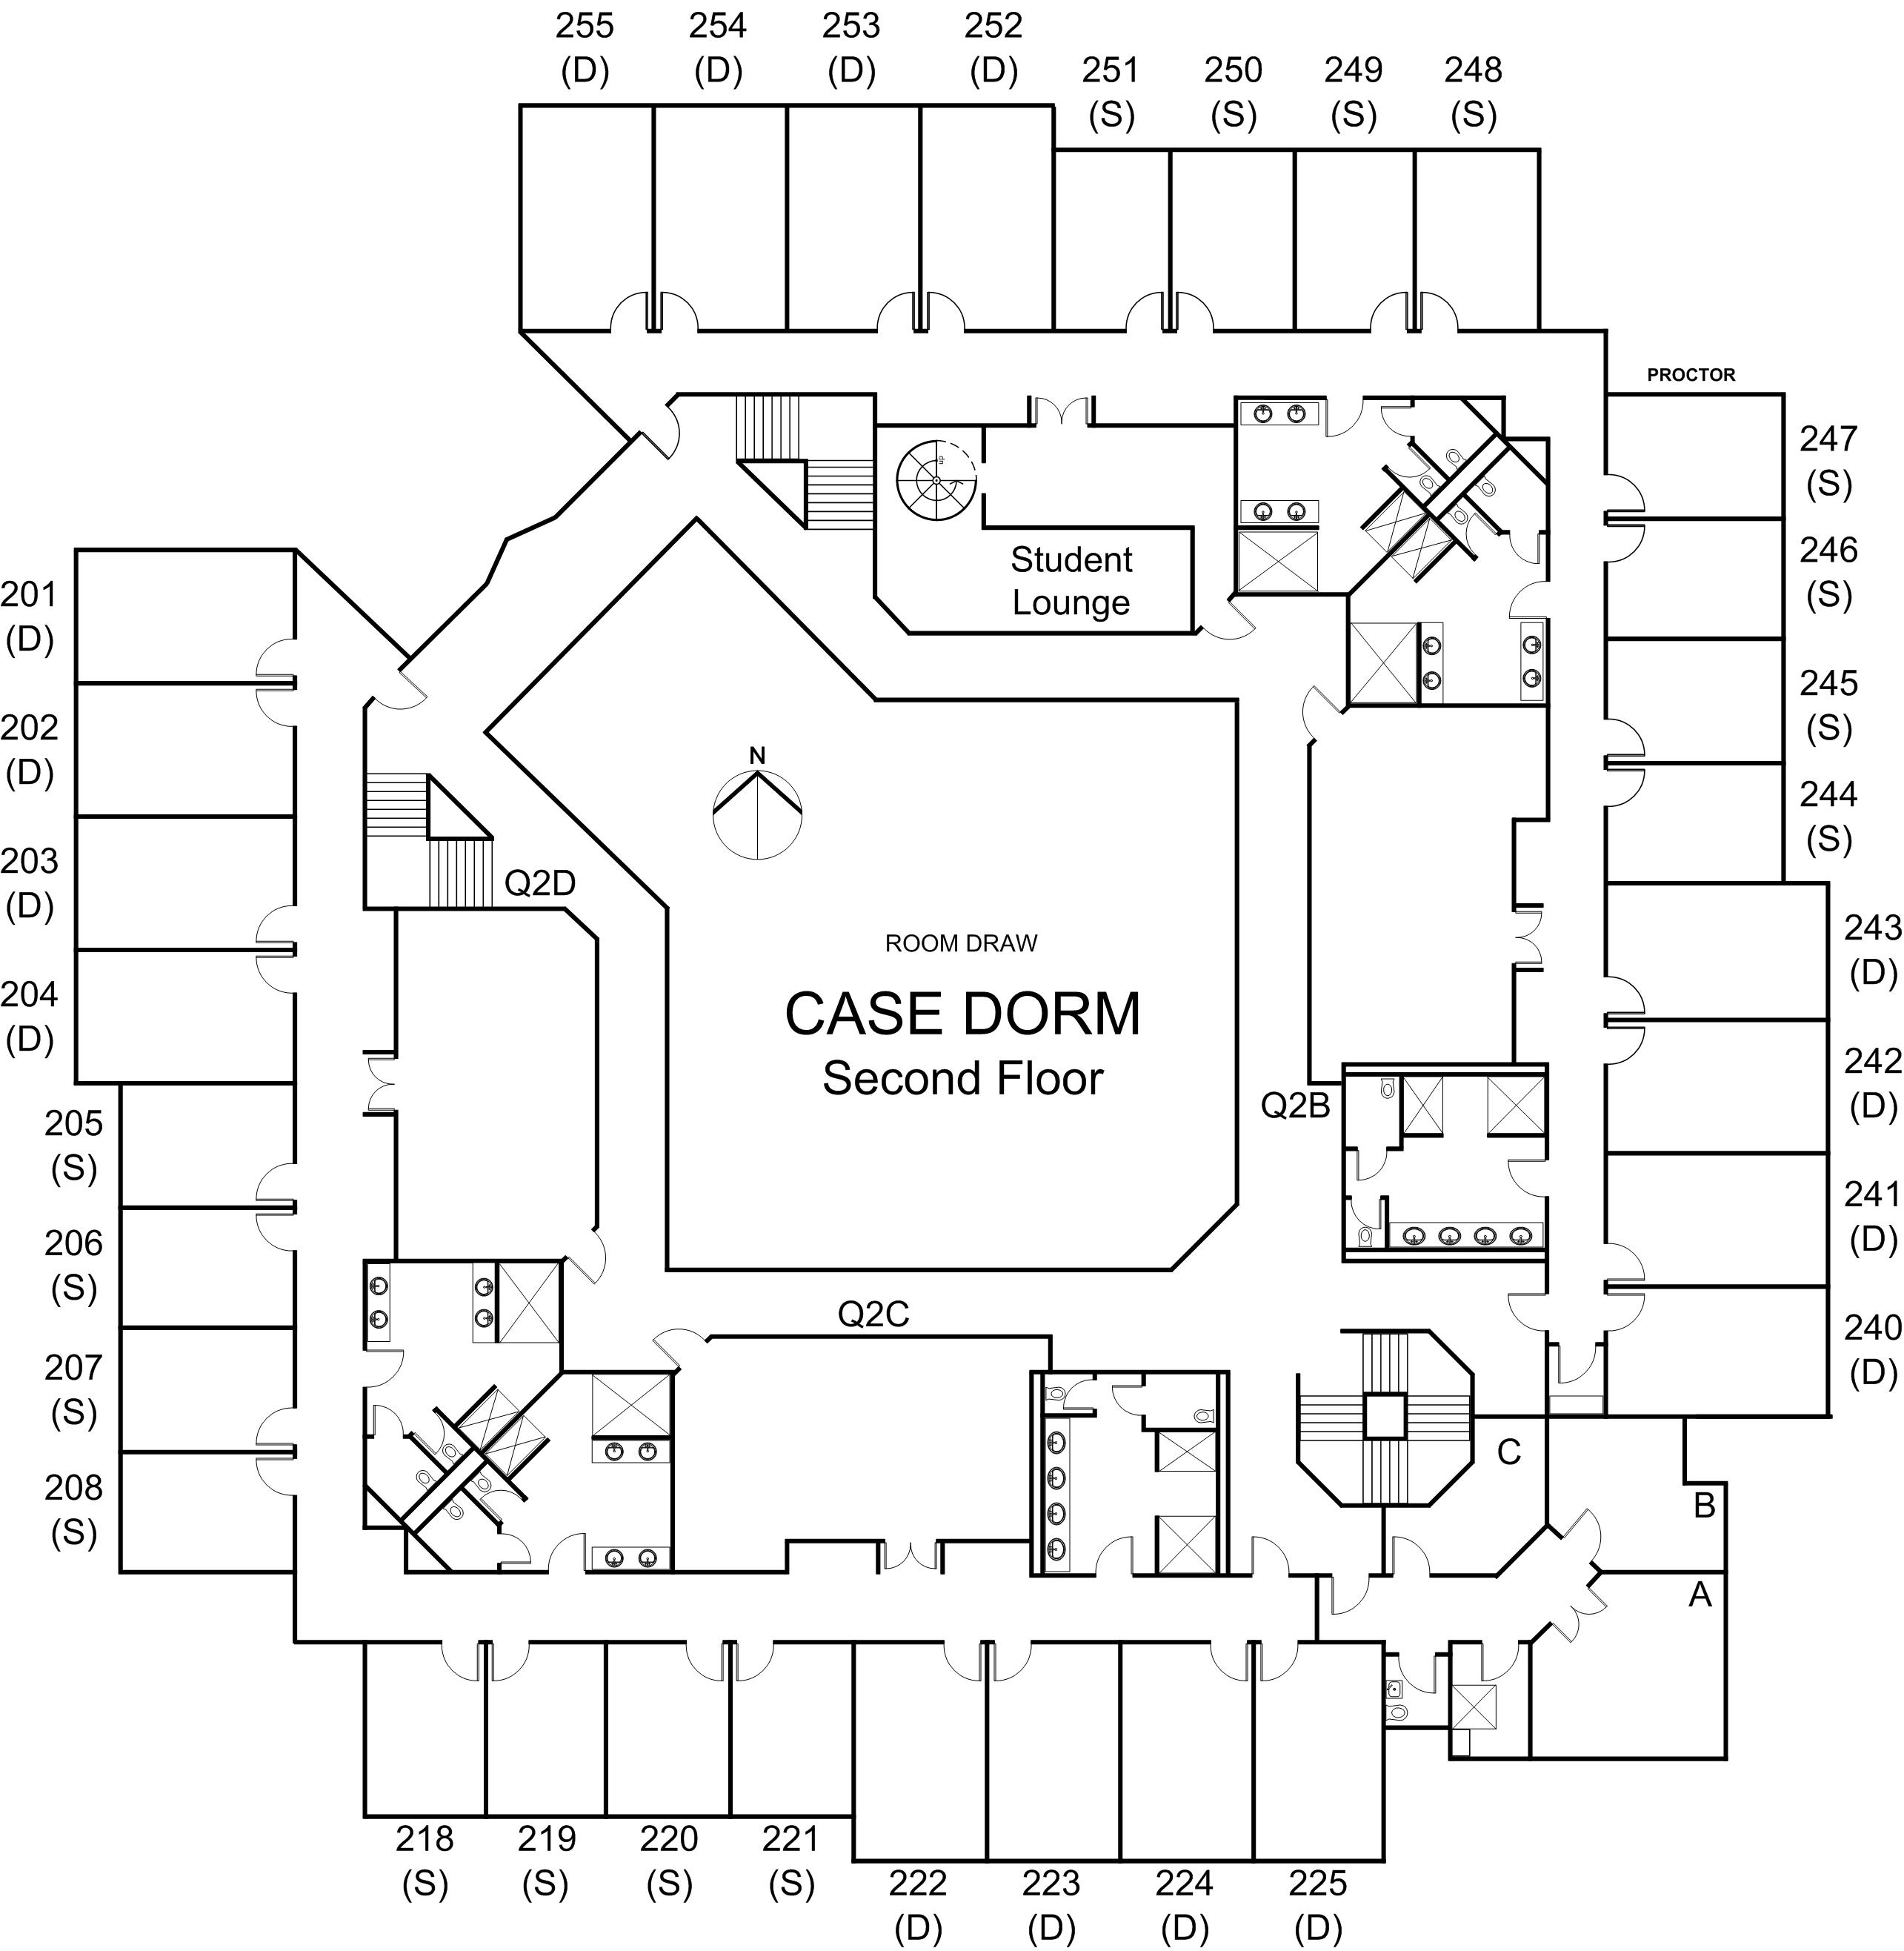 255
(D)
254
(D)
253
(D)
252
(D)
251
(S)
250
(S)
249
(S)
248
(S)
PROCTOR
247
(S)
246
(S)
245
(S)
244
(S)
243
(D)
242
(D)
241
(D)
240
(D)
201
(D)
202
(D)
203
(D)
204
(D)
205
(S)
206
(S)
207
(S)
208
(S)
up
Student
Lounge
N
Q2D
ROOM DRAW
CASE DORM
Second Floor
Q2B
Q2C
C
B
A
218
(S)
219
(S)
220
(S)
221
(S)
222
(D)
223
(D)
224
(D)
225
(D)